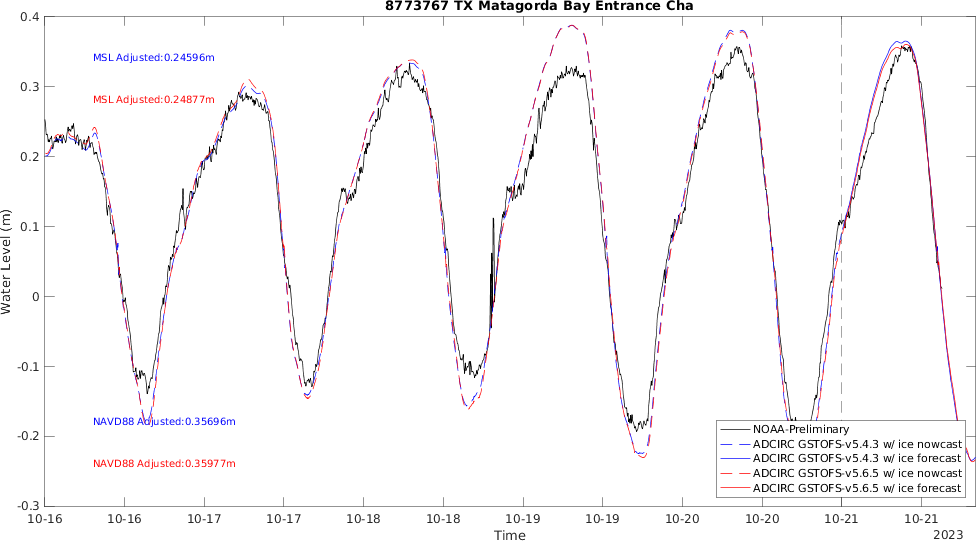 8773767 TX Matagorda Bay Entrance Cha
0.4
0.3
0.2
0.1
0
-0.1
-0.2
-0.3
Water Level (m)
MSL Adjusted:0.24596m
MSL Adjusted:0.24877m
NAVD88 Adjusted:0.35696m
NAVD88 Adjusted:0.35977m
NOAA-Preliminary
ADCIRC GSTOFS-v5.4.3 w/ ice nowcast
ADCIRC GSTOFS-v5.4.3 w/ ice forecast
ADCIRC GSTOFS-v5.6.5 w/ ice nowcast
ADCIRC GSTOFS-v5.6.5 w/ ice forecast
10-16 10-16 10-17 10-17 10-18 10-18 10-19 10-19 10-20 10-20 10-21 10-21
Time
2023